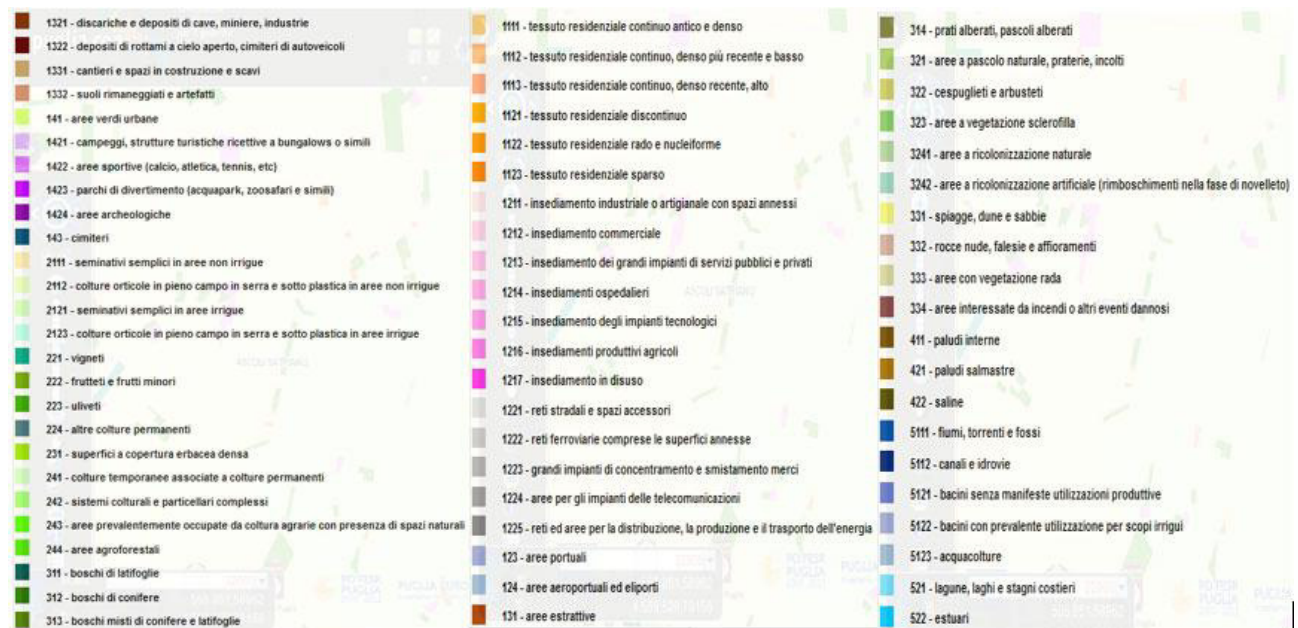 1321 - discariche e depositi di cave, miniere, industrie
1322 - depositi di rottami a cielo aperto, cimiteri di autoveicoli
1331 - cantieri e spazi in costruzione e scavi
1332 - suoli rimaneggiati e artefatti
141 - aree verdi urbane
1421 - campeggi, strutture turistiche ricettive a bungalows o simili
1422 - aree sportive (calcio, atletica, tennis, etc)
1423 - parchi di divertimento (acquapark, zoosafari e simili)
1424 - aree archeologiche
143 - cimiteri
2111 - seminativi semplici in aree non irrigue
2112 - colture orticole in pieno campo in serra e sotto plastica in aree non irrigue
2121 - seminativi semplici in aree irrigue
2123 - colture orticole in pieno campo in serra e sotto plastica in aree irrigue
221 - vigneti
222 - frutteti e frutti minori
223 - uliveti
224 - altre colture permanenti
231 - superfici a copertura erbacea densa
241 - colture temporanee associate a colture permanenti
242 - sistemi colturali e particellari complessi
243 - aree prevalentemente occupate da coltura agrarie con presenza di spazi naturali
244 - aree agroforestali
311 - boschi di latifoglie
312 - boschi di conifere
313 - boschi misti di conifere e latifoglie
1111 - tessuto residenziale continuo antico e denso
1112 - tessuto residenziale continuo, denso più recente e basso
1113 - tessuto residenziale continuo, denso recente, alto
1121 - tessuto residenziale discontinuo
1122 - tessuto residenziale rado e nucleiforme
1123 - tessuto residenziale sparso
1211 - insediamento industriale o artigianale con spazi annessi
1212 - insediamento commerciale
1213 - insediamento dei grandi impianti di servizi pubblici e privati
1214 - insediamenti ospedalieri
1215 - insediamento degli impianti tecnologici
1216 - insediamenti produttivi agricoli
1217 - insediamento in disuso
1221 - reti stradali e spazi accessori
1222 - reti ferroviarie comprese le superfici annesse
1223 - grandi impianti di concentramento e smistamento merci
1224 - aree per gli impianti delle telecomunicazioni
1225 - reti ed aree per la distribuzione, la produzione e il trasporto dell'energia
123 - aree portuali
124 - aree aeroportuali ed eliporti
131 - aree estrattive
314 - prati alberati, pascoli alberati
321 - aree a pascolo naturale, praterie, incolti
322 - cespuglieti e arbusteti
323 - aree a vegetazione sclerofilla
3241 - aree a ricolonizzazione naturale
3242 - aree a ricolonizzazione artificiale (rimboschimenti nella fase di novelleto)
331 - spiagge, dune e sabbie
332 - rocce nude, falesie e affioramenti
333 - aree con vegetazione rada
334 - aree interessate da incendi o altri eventi dannosi
411 - paludi interne
421 - paludi salmastre
422 - saline
5111 - fiumi, torrenti e fossi
5112 - canali e idrovie
5121 - bacini senza manifeste utilizzazioni produttive
5122 - bacini con prevalente utilizzazione per scopi irrigui
5123 - acquacolture
521 - lagune, laghi e stagni costieri
522 - estuari